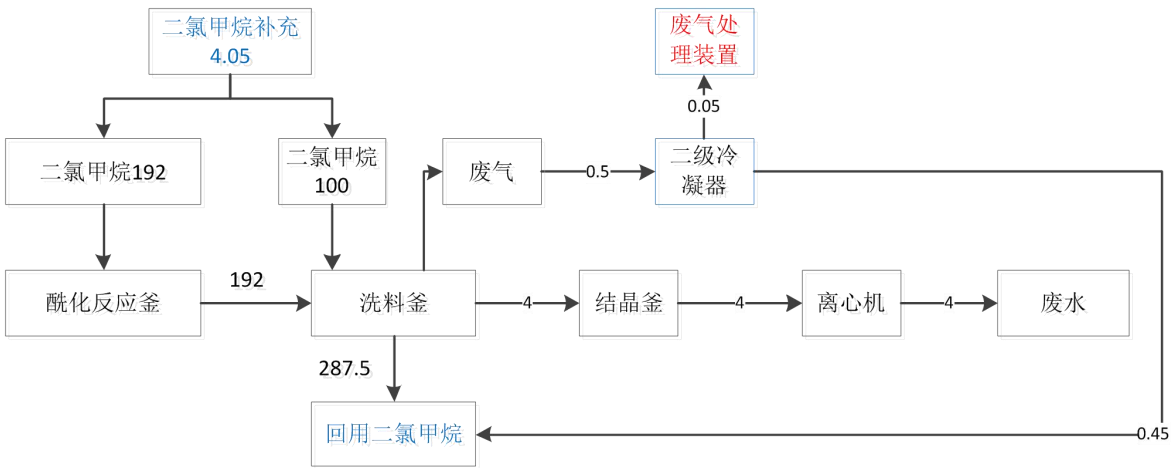 二氯甲烷补充
4.05
废气处
理装置
0.05
二氯甲烷192
二氯甲烷
100
废气
0.5
二级冷
凝器
酰化反应釜
192
洗料釜
4
结晶釜
4
离心机
4
废水
287.5
回用二氯甲烷
0.45